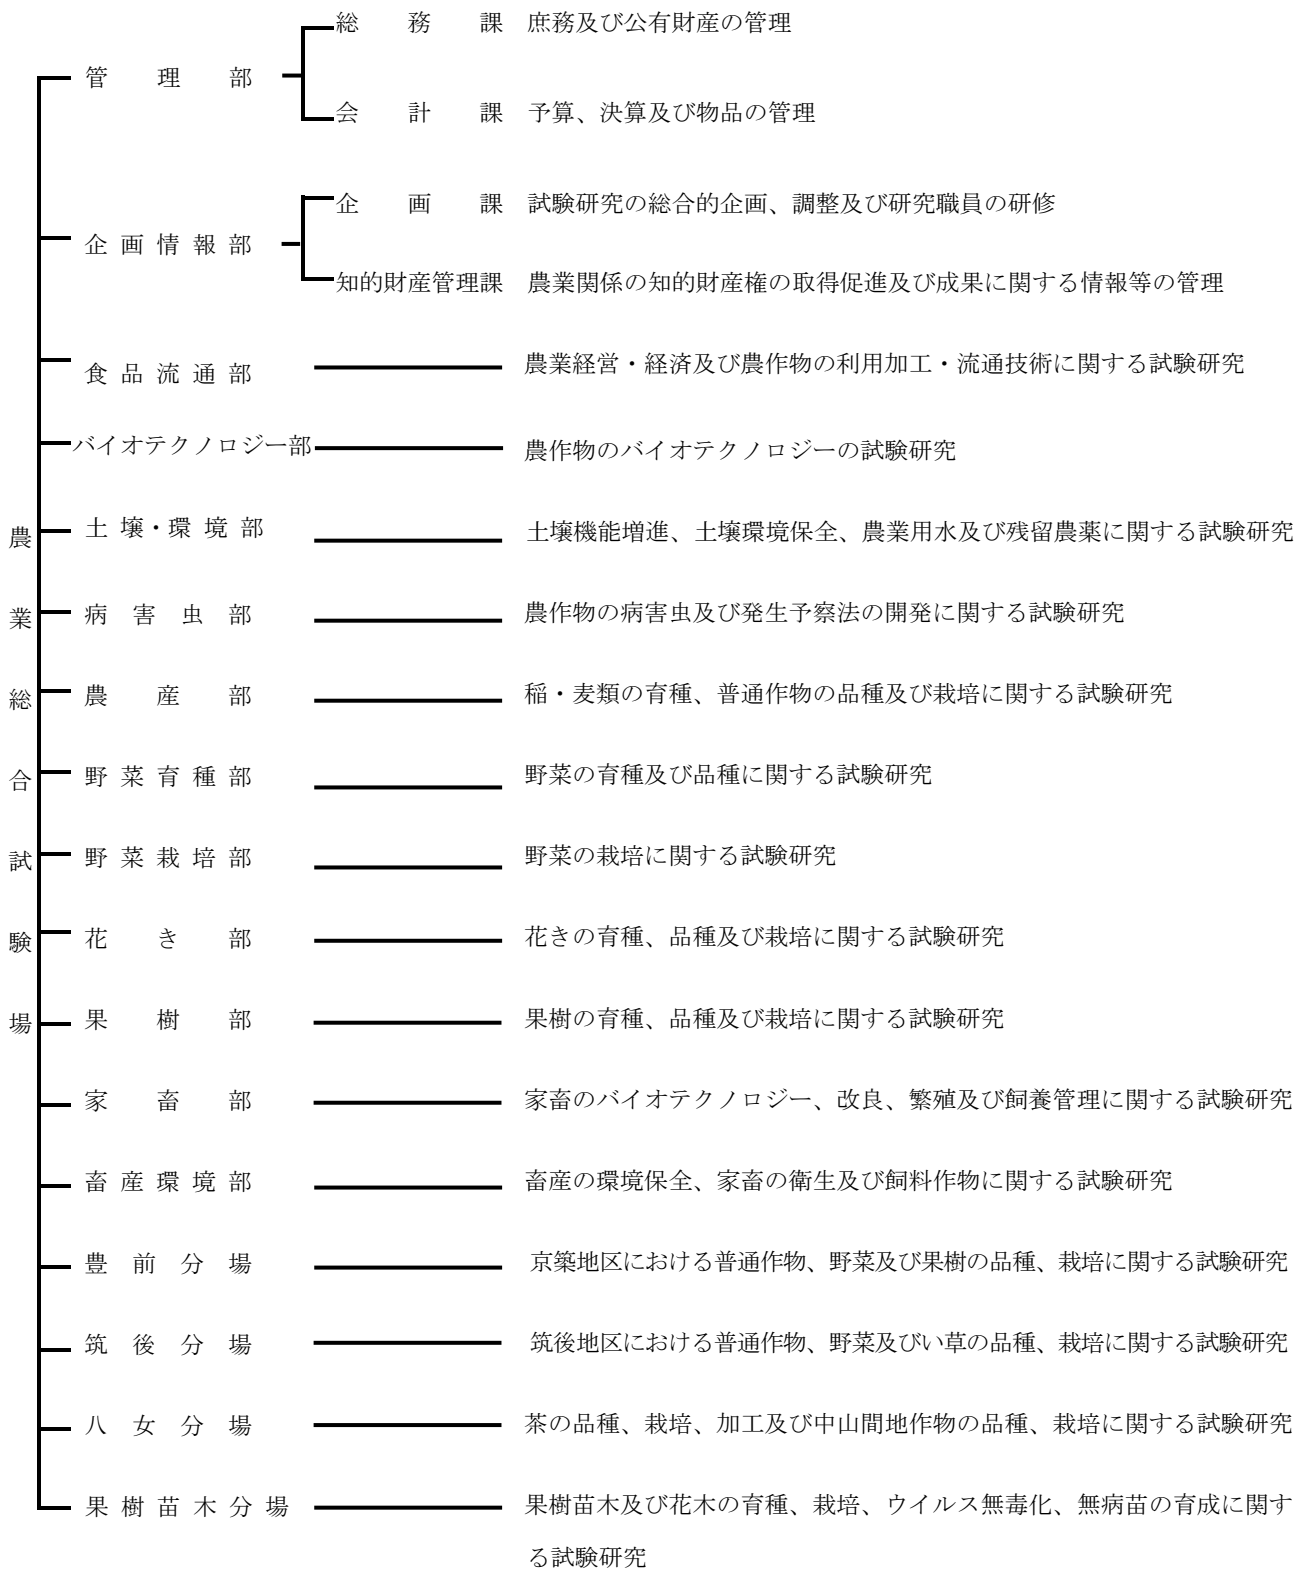 農業総合試験場
管理部
総務課 庶務及び公有財産の管理
会計課 予算、決算及び物品の管理
企画情報部
企画課 試験研究の総合的企画、調整及び研究職員の研修
知的財産管理課 農業関係の知的財産権の取得促進及び成果に関する情報等の管理
食品流通部 農業経営・経済及び農作物の利用加工・流通技術に関する試験研究
バイオテクノロジー部 農作物のバイオテクノロジーの試験研究
土壌・環境部 土壌機能増進、土壌環境保全、農業用水及び残留農薬に関する試験研究
病害虫部 農作物の病害虫及び発生予察法の開発に関する試験研究
農産部 稲・麦類の育種、普通作物の品種及び栽培に関する試験研究
野菜育種部 野菜の育種及び品種に関する試験研究
野菜栽培部 野菜の栽培に関する試験研究
花き部 花きの育種、品種及び栽培に関する試験研究
果樹部 果樹の育種、品種及び栽培に関する試験研究
家畜部 家畜のバイオテクノロジー、改良、繁殖及び飼養管理に関する試験研究
畜産環境部 畜産の環境保全、家畜の衛生及び飼料作物に関する試験研究
豊前分場 京築地区における普通作物、野菜及び果樹の品種、栽培に関する試験研究
筑後分場 筑後地区における普通作物、野菜及びい草の品種、栽培に関する試験研究
八女分場 茶の品種、栽培、加工及び中山間地作物の品種、栽培に関する試験研究
果樹苗木分場 果樹苗木及び花木の育種、栽培、ウイルス無毒化、無病苗の育成に関す
る試験研究